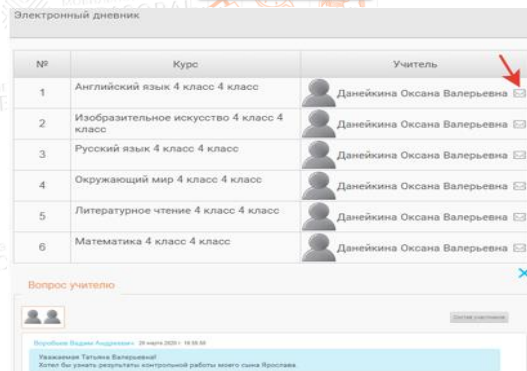 Электронный дневник
№ Курс Учитель
1 Английский язык 4 класс 4 класс Данейкина Оксана Валерьевна
2 Изобразительное искусство 4 класс 4
класс Данейкина Оксана Валерьевна
3 Русский язык 4 класс 4 класс Данейкина Оксана Валерьевна
4 Окружающий мир 4 класс 4 класс Данейкина Оксана Валерьевна
5 Литературное чтение 4 класс 4 класс Данейкина Оксана Валерьевна
6 Математика 4 класс 4 класс Данейкина Оксана Валерьевна
Вопрос учителю
Состав участников
Воробьев Вадим Андреевич
Уважаемая Татьяна Валерьевна!
Хотел бы узнать результаты контрольной работы моего сына Ярослава.